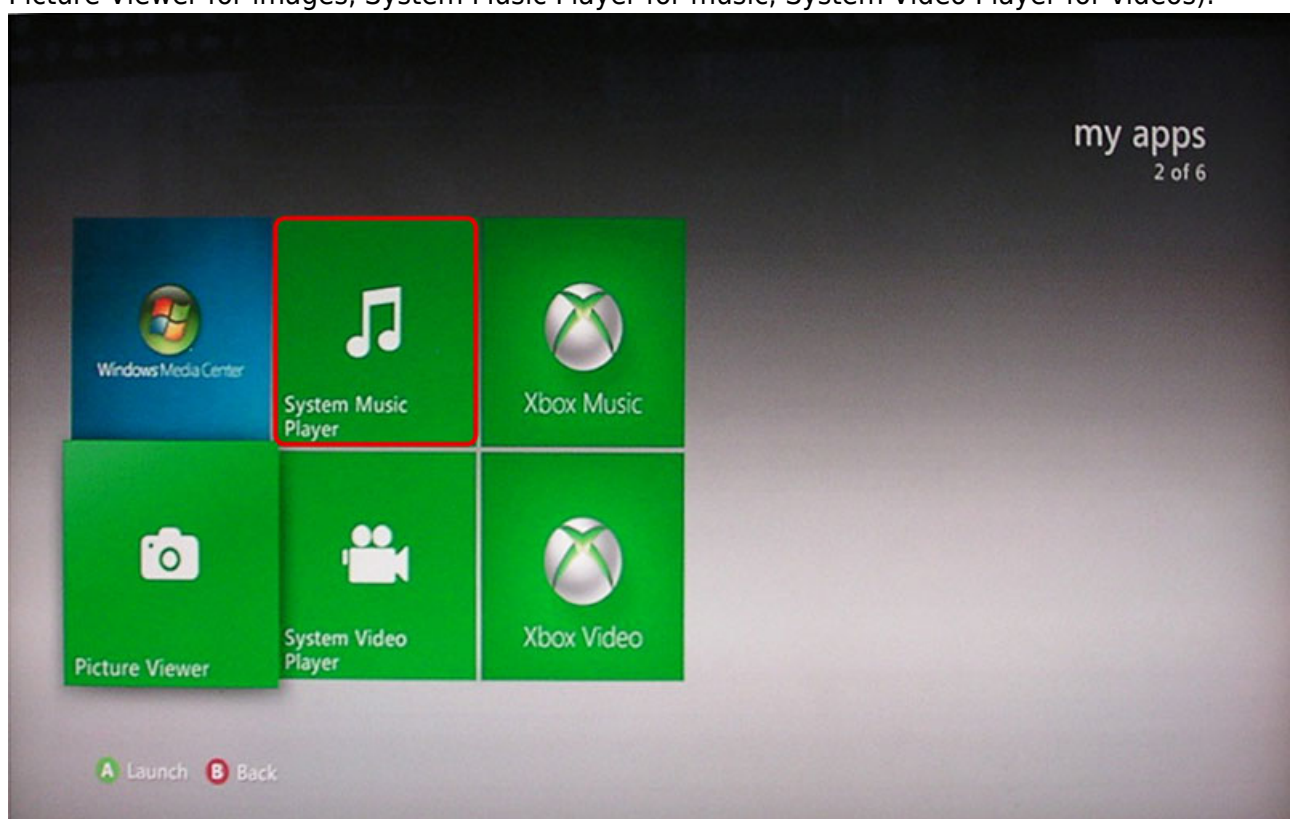 Picture Viewer for images, System Music Player for music, System Video Player for videos).
my apps
2 of 6
Windows Media Center
System Music
Player
Xbox Music
Picture Viewer
System Video
Player
Xbox Video
A Launch B Back